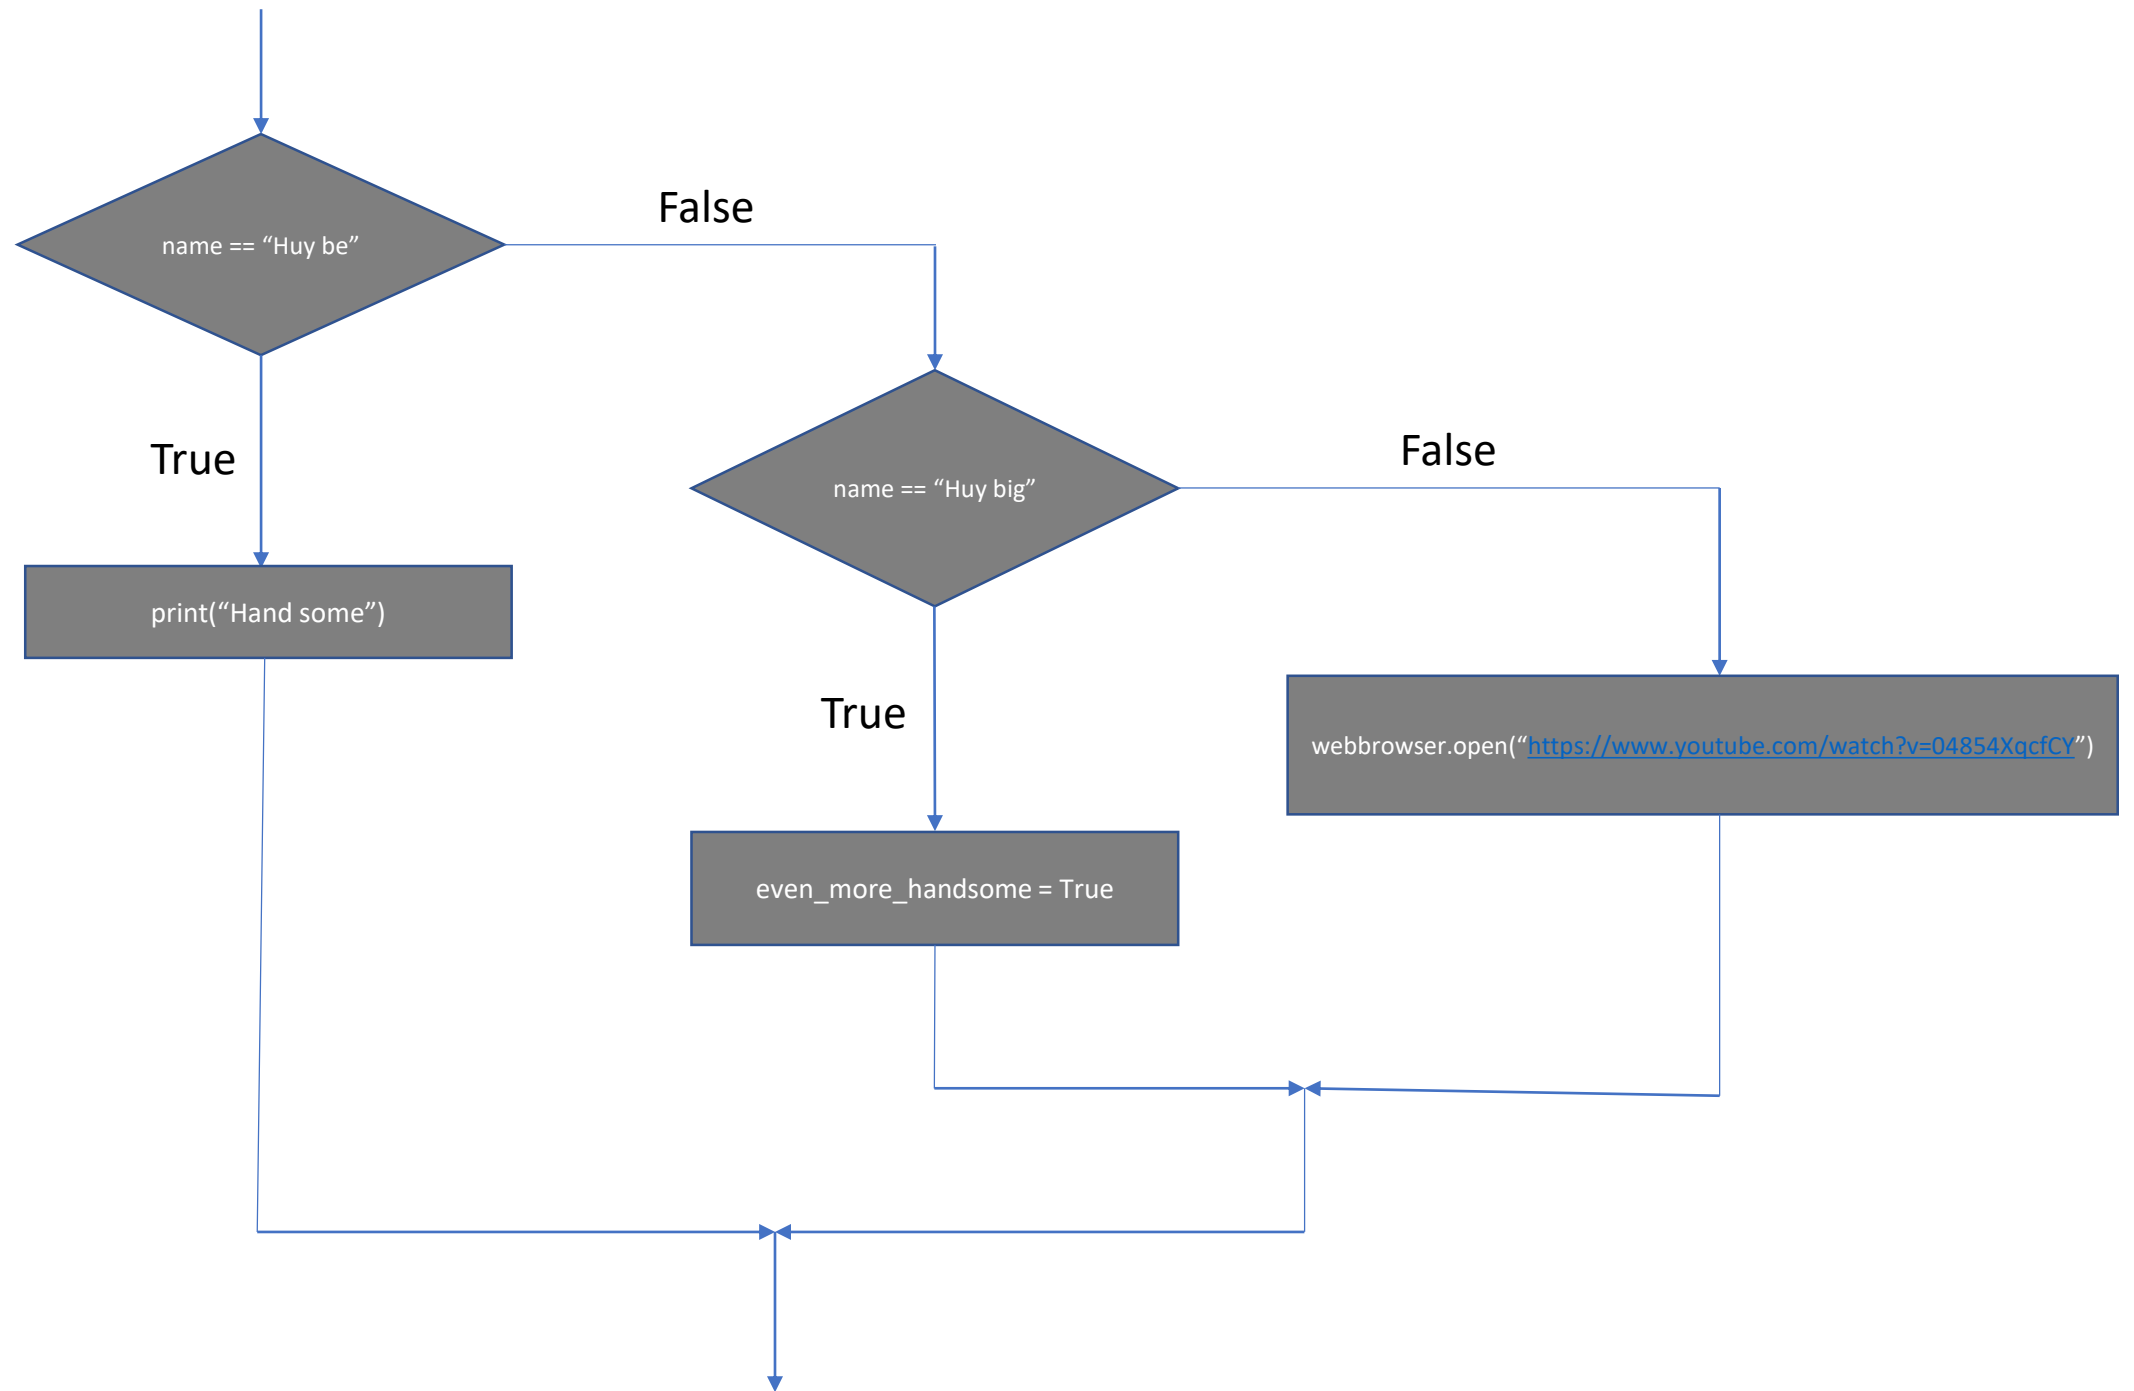 False
name == “Huy be”
True
False
name == “Huy big”
print(“Hand some”)
True
webbrowser.open(“https://www.youtube.com/watch?v=04854XqcfCY”)
even_more_handsome = True